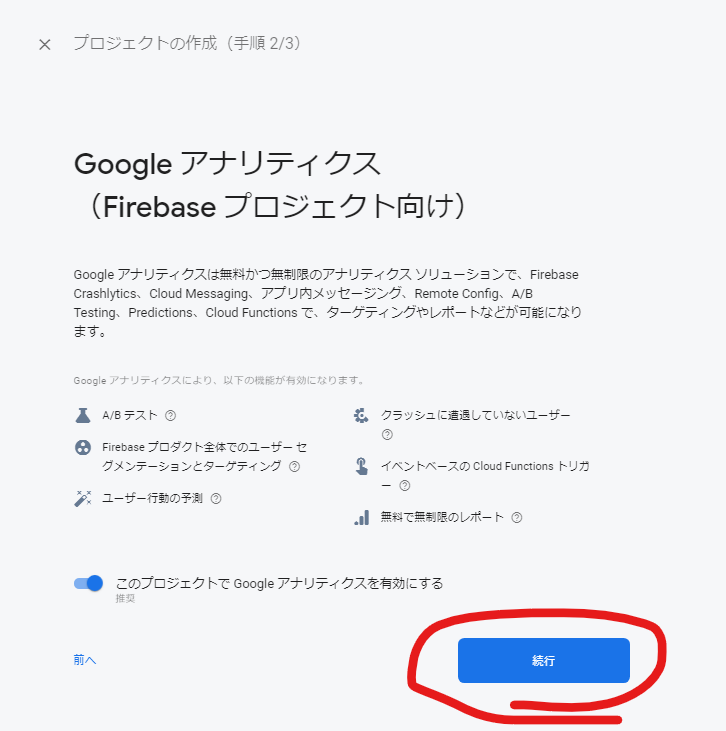 プロジェクトの作成（手順 2/3）
Google アナリティクス
（Firebase プロジェクト向け）
Google アナリティクスは無料かつ無制限のアナリティクス ソリューションで、Firebase
Crashlytics、Cloud Messaging、アプリ内メッセージング、Remote Config、A/B
Testing、Predictions、Cloud Functions で、ターゲティングやレポートなどが可能になり
ます。
Google アナリティクスにより、以下の機能が有効になります。
A/B テスト
Firebase プロダクト全体でのユーザー セ
グメンテーションとターゲティング
ユーザー行動の予測
クラッシュに遭遇していないユーザー
イベントベースの Cloud Functions トリガ
ー
無料で無制限のレポート
このプロジェクトで Google アナリティクスを有効にする
推奨
前へ
続行